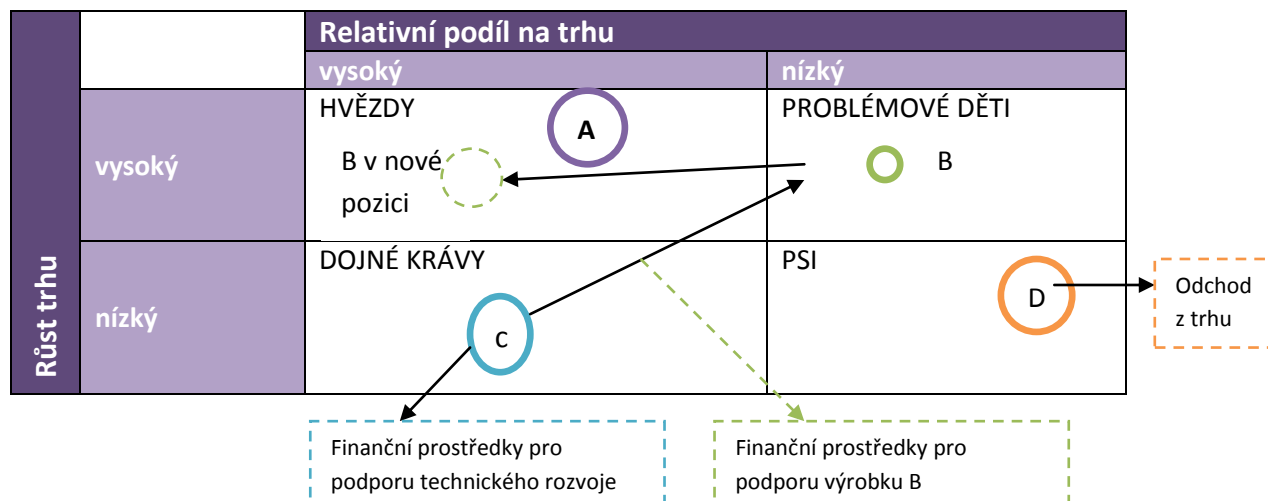 Relativní podíl na trhu
vysoký
nízký
Růst trhu
vysoký
HVĚZDY
A
B v nové
pozici
PROBLÉMOVÉ DĚTI
B
nízký
DOJNÉ KRÁVY
C
PSI
D
Odchod
z trhu
Finanční prostředky pro
podporu technického rozvoje
Finanční prostředky pro
podporu výrobku B